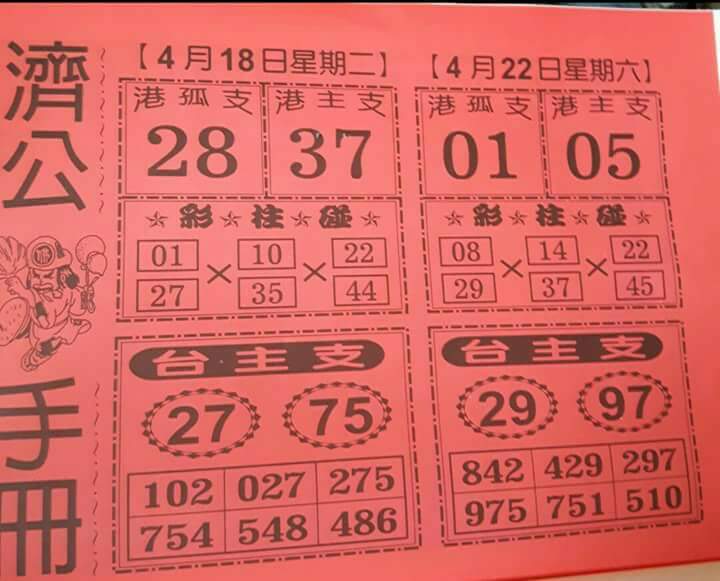 濟公手冊
【4月18日星期二】
港孤支 港主支
28 37
☆彩☆柱☆碰☆
01 × 10 × 22
27 35 44
台主支
27 75
102 027 275
754 548 486
【4月22日星期六】
港孤支 港主支
01 05
☆彩☆柱☆碰☆
08 × 14 × 22
29 37 45
台主支
29 97
842 429 297
975 751 510